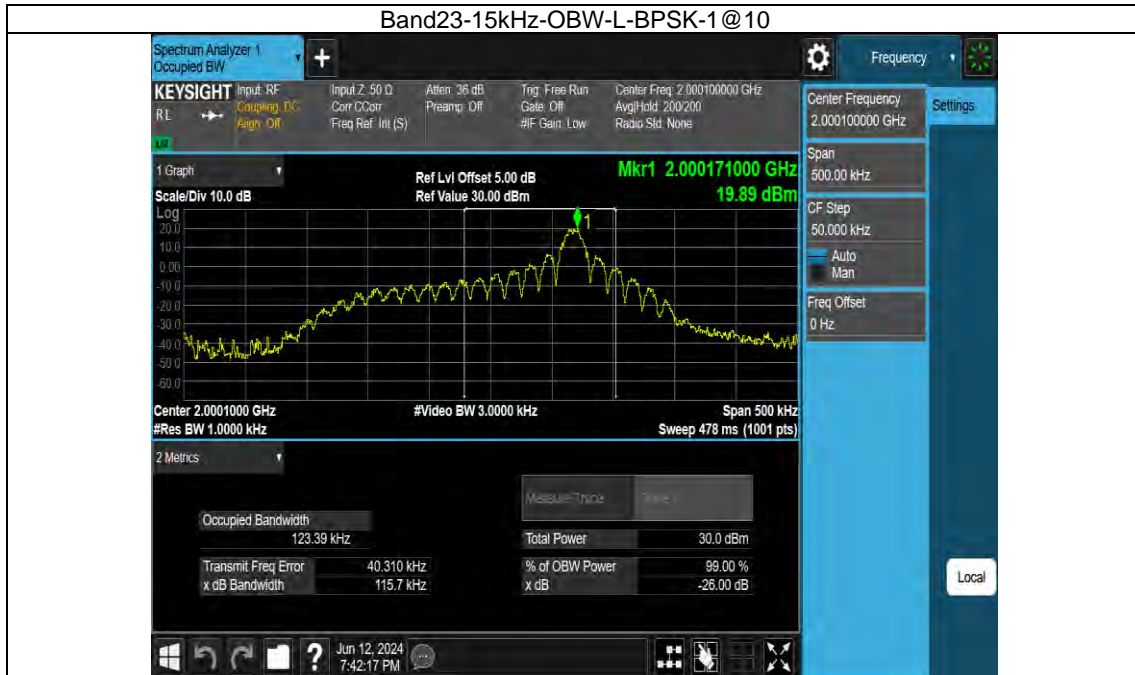 Band23-15kHz-OBW-L-BPSK-1@10
Spectrum Analyzer 1
Occupied BW
+
Frequency
KEYSIGHT
RL
Input: RF
Coupling: DC
Align: Off
Input Z: 50 Ω
Corr CCorr
Freq Ref: Int (S)
Atten: 36 dB
Preamp: Off
Trig: Free Run
Gate: Off
#IF Gain: Low
Center Freq: 2.000100000 GHz
Avg|Hold: 200/200
Radio Std: None
Center Frequency
2.000100000 GHz
Settings
Span
500.00 kHz
CF Step
50.000 kHz
Auto
Man
Freq Offset
0 Hz
1 Graph
Scale/Div 10.0 dB
Ref Lvl Offset 5.00 dB
Ref Value 30.00 dBm
Mkr1 2.000171000 GHz
19.89 dBm
Log
20.0
10.0
0.00
-10.0
-20.0
-30.0
-40.0
-50.0
-60.0
1
Center 2.0001000 GHz
#Video BW 3.0000 kHz
Span 500 kHz
#Res BW 1.0000 kHz
Sweep 478 ms (1001 pts)
2 Metrics
Measure Trace
Occupied Bandwidth
123.39 kHz
Total Power 30.0 dBm
Transmit Freq Error 40.310 kHz
% of OBW Power 99.00 %
x dB Bandwidth 115.7 kHz
x dB -26.00 dB
Local
?
Jun 12, 2024
7:42:17 PM